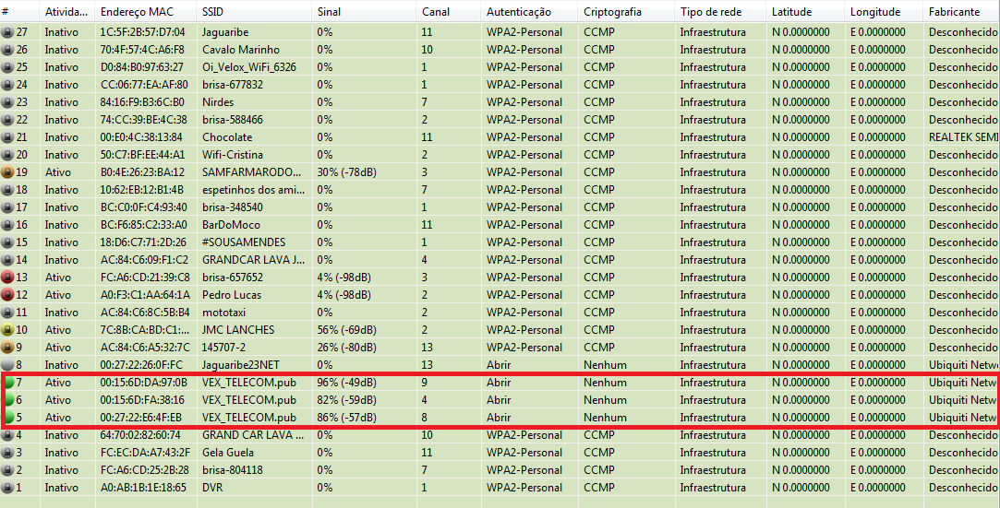 # Ativida... Endereço MAC SSID Sinal Canal Autenticação Criptografia Tipo de rede Latitude Longitude Fabricante
27 Inativo 1C:5F:2B:57:D7:04 Jaguaribe 0% 11 WPA2-Personal CCMP Infraestrutura N 0.0000000 E 0.0000000 Desconhecido
26 Inativo 70:4F:57:4C:A6:F8 Cavalo Marinho 0% 10 WPA2-Personal CCMP Infraestrutura N 0.0000000 E 0.0000000 Desconhecido
25 Inativo D0:84:B0:97:63:27 Oi_Velox_WiFi_6326 0% 1 WPA2-Personal CCMP Infraestrutura N 0.0000000 E 0.0000000 Desconhecido
24 Inativo CC:06:77:EA:AF:80 brisa-677832 0% 1 WPA2-Personal CCMP Infraestrutura N 0.0000000 E 0.0000000 Desconhecido
23 Inativo 84:16:F9:B3:6C:B0 Nirdes 0% 7 WPA2-Personal CCMP Infraestrutura N 0.0000000 E 0.0000000 Desconhecido
22 Inativo 74:CC:39:BE:4C:38 brisa-588466 0% 2 WPA2-Personal CCMP Infraestrutura N 0.0000000 E 0.0000000 Desconhecido
21 Inativo 00:E0:4C:38:13:84 Chocolate 0% 11 WPA2-Personal CCMP Infraestrutura N 0.0000000 E 0.0000000 REALTEK SEMI
20 Inativo 50:C7:BF:EE:44:A1 Wifi-Cristina 0% 2 WPA2-Personal CCMP Infraestrutura N 0.0000000 E 0.0000000 Desconhecido
19 Ativo B0:4E:26:23:BA:12 SAMFARMARODO... 30% (-78dB) 3 WPA2-Personal CCMP Infraestrutura N 0.0000000 E 0.0000000 Desconhecido
18 Inativo 10:62:EB:12:B1:4B espetinhos dos ami... 0% 7 WPA2-Personal CCMP Infraestrutura N 0.0000000 E 0.0000000 Desconhecido
17 Inativo BC:C0:0F:C4:93:40 brisa-348540 0% 1 WPA2-Personal CCMP Infraestrutura N 0.0000000 E 0.0000000 Desconhecido
16 Inativo BC:F6:85:C2:33:A0 BarDoMoco 0% 11 WPA2-Personal CCMP Infraestrutura N 0.0000000 E 0.0000000 Desconhecido
15 Inativo 18:D6:C7:71:2D:26 #SOUSAMENDES 0% 1 WPA2-Personal CCMP Infraestrutura N 0.0000000 E 0.0000000 Desconhecido
14 Inativo AC:84:C6:09:F1:C2 GRANDCAR LAVA J... 0% 4 WPA2-Personal CCMP Infraestrutura N 0.0000000 E 0.0000000 Desconhecido
13 Ativo FC:A6:CD:21:39:C8 brisa-657652 4% (-98dB) 3 WPA2-Personal CCMP Infraestrutura N 0.0000000 E 0.0000000 Desconhecido
12 Ativo A0:F3:C1:AA:64:1A Pedro Lucas 4% (-98dB) 2 WPA2-Personal CCMP Infraestrutura N 0.0000000 E 0.0000000 Desconhecido
11 Inativo AC:84:C6:8C:5B:B4 mototaxi 0% 2 WPA2-Personal CCMP Infraestrutura N 0.0000000 E 0.0000000 Desconhecido
10 Ativo 7C:8B:CA:BD:C1:... JMC LANCHES 56% (-69dB) 2 WPA2-Personal CCMP Infraestrutura N 0.0000000 E 0.0000000 Desconhecido
9 Ativo AC:84:C6:A5:32:7C 145707-2 26% (-80dB) 13 WPA2-Personal CCMP Infraestrutura N 0.0000000 E 0.0000000 Desconhecido
8 Inativo 00:27:22:26:0F:FC Jaguaribe23NET 0% 13 Abrir Nenhum Infraestrutura N 0.0000000 E 0.0000000 Ubiquiti Netw
7 Ativo 00:15:6D:DA:97:0B VEX_TELECOM.pub 96% (-49dB) 9 Abrir Nenhum Infraestrutura N 0.0000000 E 0.0000000 Ubiquiti Netw
6 Ativo 00:15:6D:FA:38:16 VEX_TELECOM.pub 82% (-59dB) 4 Abrir Nenhum Infraestrutura N 0.0000000 E 0.0000000 Ubiquiti Netw
5 Ativo 00:27:22:E6:4F:EB VEX_TELECOM.pub 86% (-57dB) 8 Abrir Nenhum Infraestrutura N 0.0000000 E 0.0000000 Ubiquiti Netw
4 Inativo 64:70:02:82:60:74 GRAND CAR LAVA ... 0% 10 WPA2-Personal CCMP Infraestrutura N 0.0000000 E 0.0000000 Desconhecido
3 Inativo FC:EC:DA:A7:43:2F Gela Guela 0% 11 WPA2-Personal CCMP Infraestrutura N 0.0000000 E 0.0000000 Desconhecido
2 Inativo FC:A6:CD:25:2B:28 brisa-804118 0% 7 WPA2-Personal CCMP Infraestrutura N 0.0000000 E 0.0000000 Desconhecido
1 Inativo A0:AB:1B:1E:18:65 DVR 0% 1 WPA2-Personal CCMP Infraestrutura N 0.0000000 E 0.0000000 Desconhecido